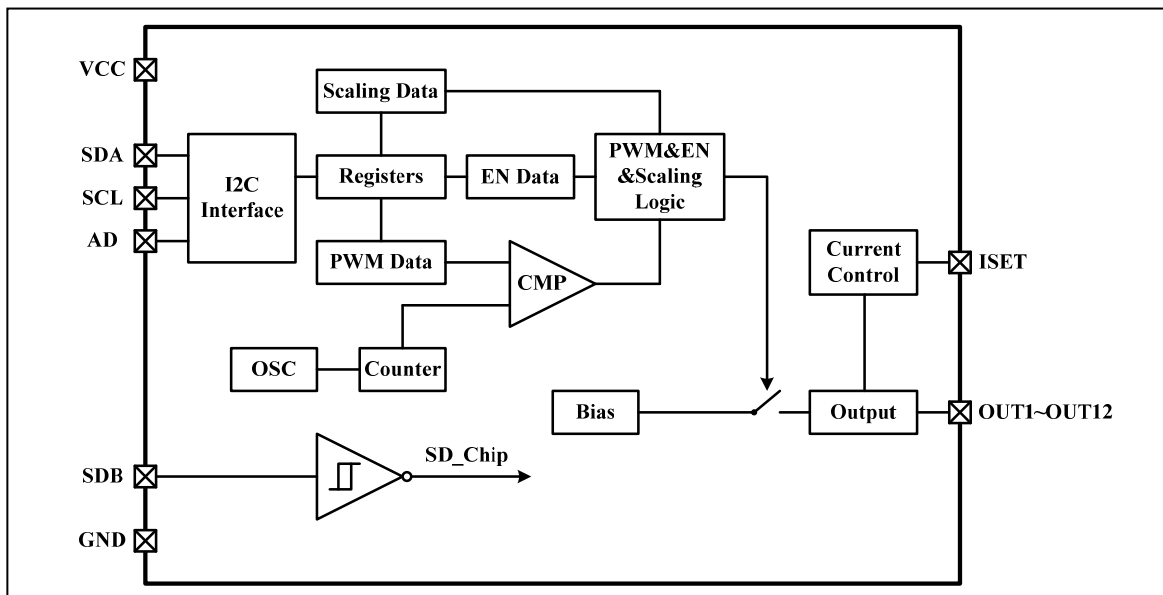 VCC
Scaling Data
SDA
SCL
AD
I2C
Interface
Registers
EN Data
PWM&EN
&Scaling
Logic
PWM Data
CMP
Current
Control
ISET
OSC
Counter
Bias
Output
OUT1~OUT12
SDB
SD_Chip
GND